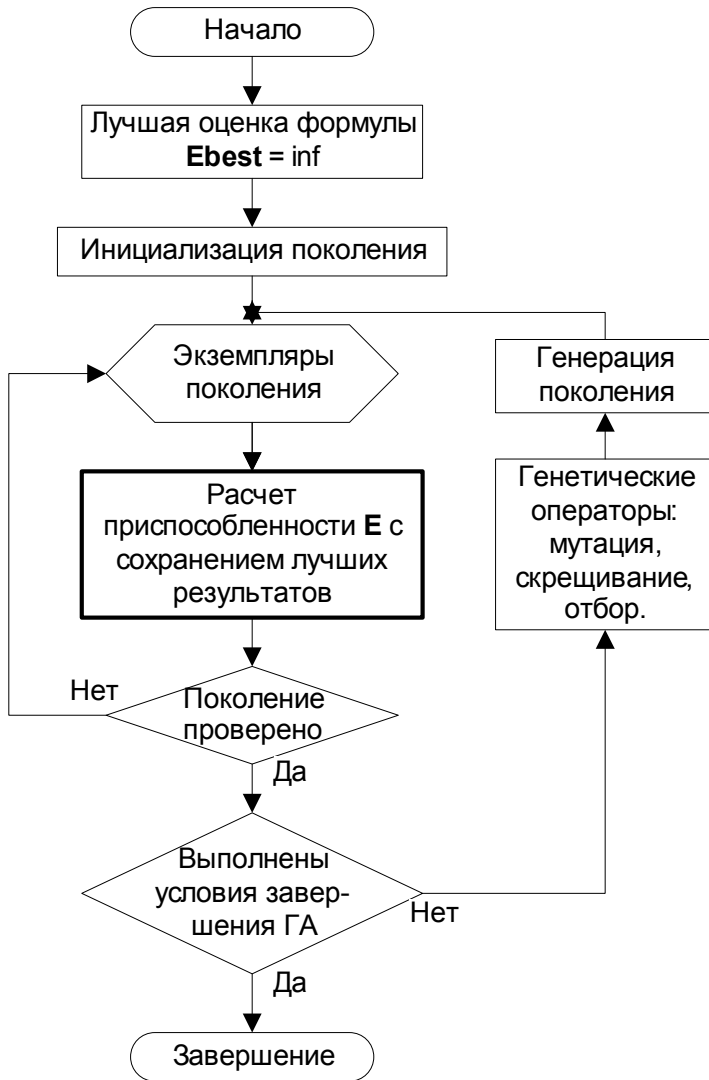 Начало
Лучшая оценка формулы
Ebest = inf
Инициализация поколения
Экземпляры
поколения
Генерация
поколения
Расчет
приспособленности E с
сохранением лучших
результатов
Генетические
операторы:
мутация,
скрещивание,
отбор.
Нет
Поколение
проверено
Да
Выполнены
условия завер-
шения ГА
Нет
Да
Завершение